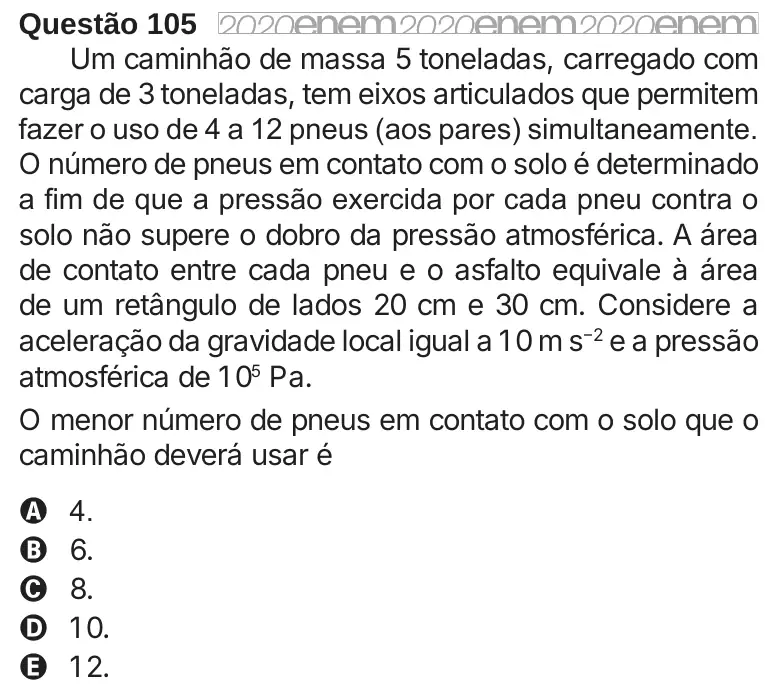 Questão 105 2020enem2020enem2020enem
Um caminhão de massa 5 toneladas, carregado com
carga de 3 toneladas, tem eixos articulados que permitem
fazer o uso de 4 a 12 pneus (aos pares) simultaneamente.
O número de pneus em contato com o solo é determinado
a fim de que a pressão exercida por cada pneu contra o
solo não supere o dobro da pressão atmosférica. A área
de contato entre cada pneu e o asfalto equivale à área
de um retângulo de lados 20 cm e 30 cm. Considere a
aceleração da gravidade local igual a 10 m s⁻² e a pressão
atmosférica de 10⁵ Pa.
O menor número de pneus em contato com o solo que o
caminhão deverá usar é
A 4.
B 6.
C 8.
D 10.
E 12.